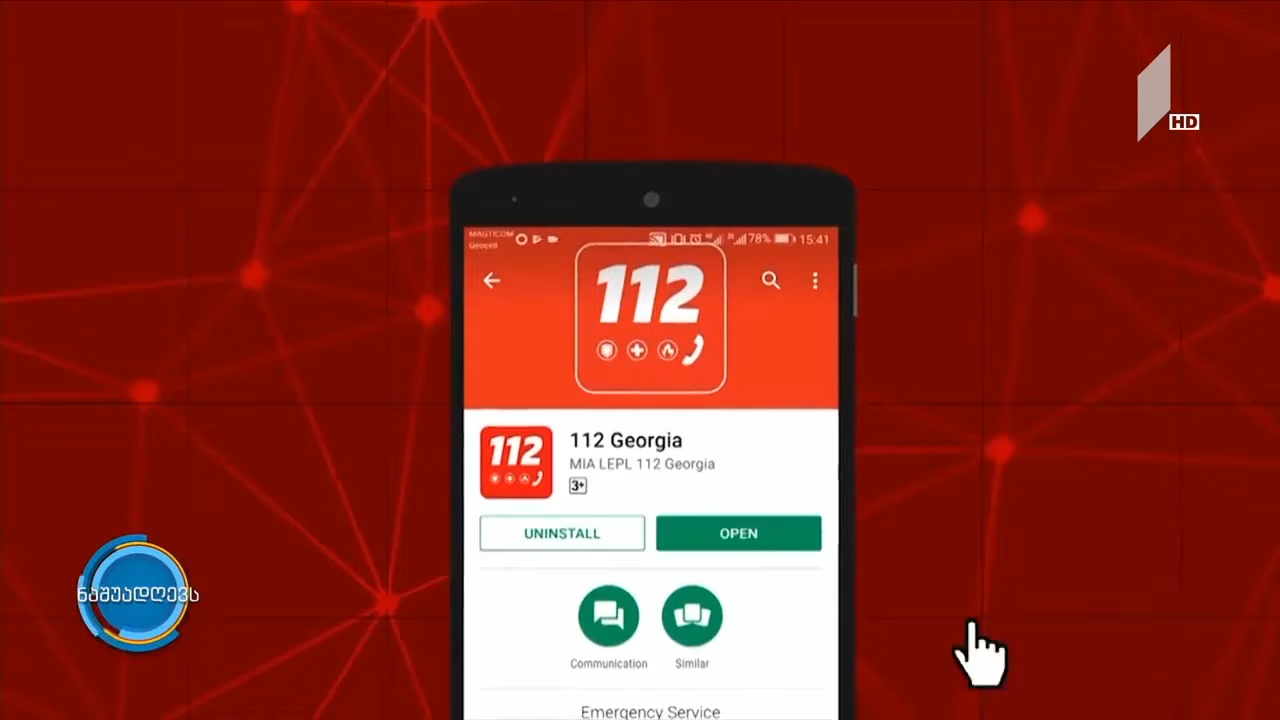 HD
MAGTICOM
Geocell
78% 15:41
112
112
112 Georgia
MIA LEPL 112 Georgia
3+
UNINSTALL
OPEN
Communication
Similar
Emergency Service
ნაშუადღევს